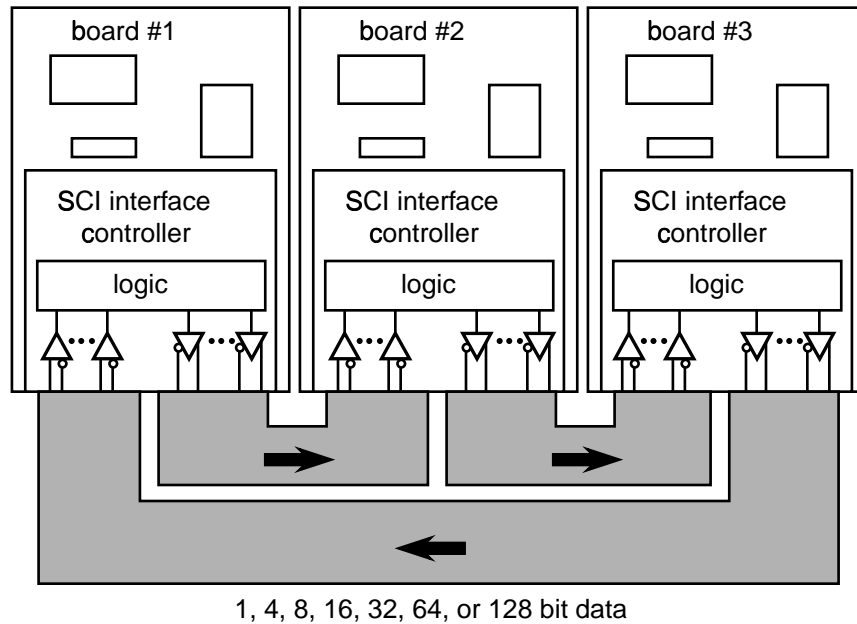 board #1
board #2
board #3
SCI interface
controller
SCI interface
controller
SCI interface
controller
logic
logic
logic
1, 4, 8, 16, 32, 64, or 128 bit data